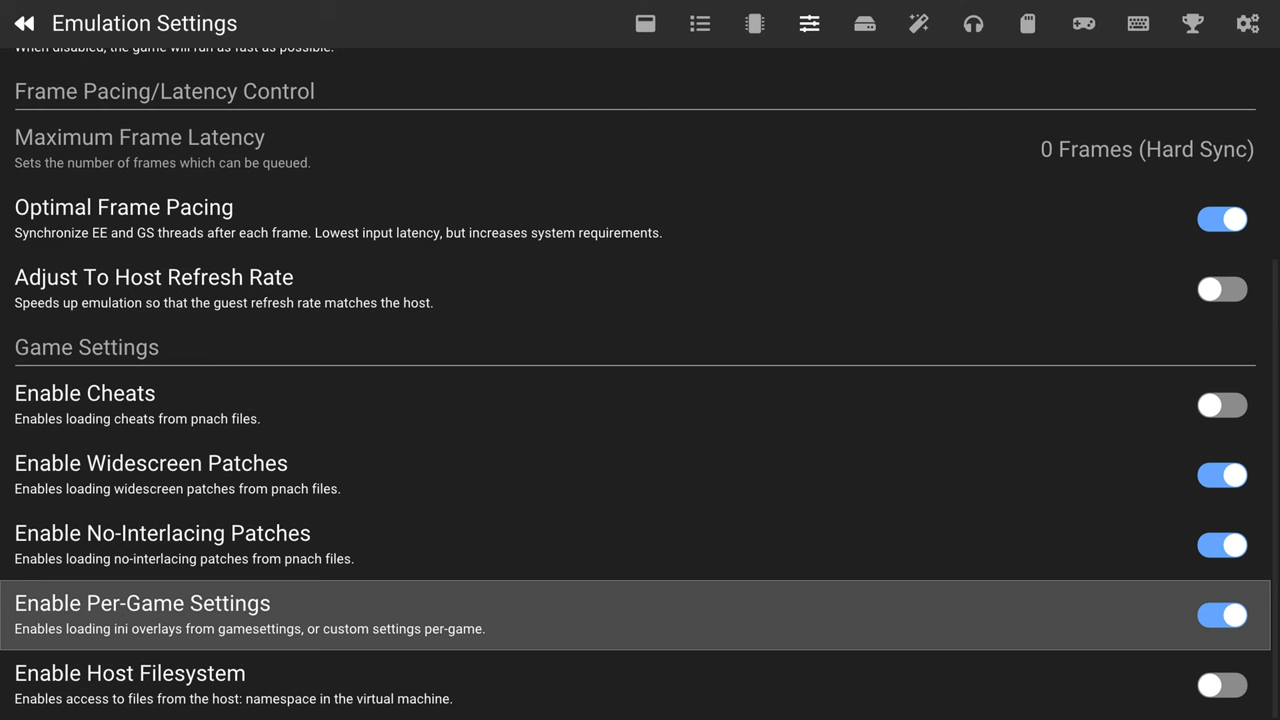 Emulation Settings
When disabled, the game will run as fast as possible.
Frame Pacing/Latency Control
Maximum Frame Latency
Sets the number of frames which can be queued.
0 Frames (Hard Sync)
Optimal Frame Pacing
Synchronize EE and GS threads after each frame. Lowest input latency, but increases system requirements.
Adjust To Host Refresh Rate
Speeds up emulation so that the guest refresh rate matches the host.
Game Settings
Enable Cheats
Enables loading cheats from pnach files.
Enable Widescreen Patches
Enables loading widescreen patches from pnach files.
Enable No-Interlacing Patches
Enables loading no-interlacing patches from pnach files.
Enable Per-Game Settings
Enables loading ini overlays from gamesettings, or custom settings per-game.
Enable Host Filesystem
Enables access to files from the host: namespace in the virtual machine.